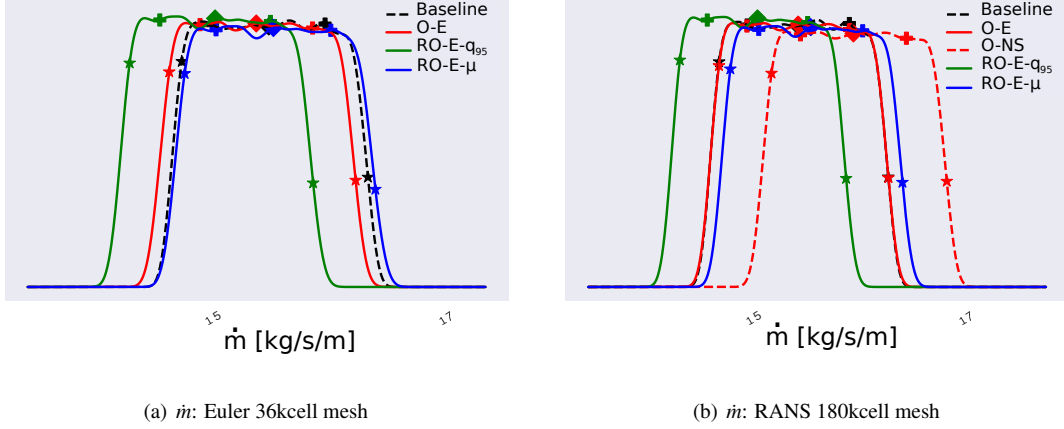 Baseline
O-E
RO-E-q₉₅
RO-E-μ
15
17
ṁ [kg/s/m]
(a) ṁ: Euler 36kcell mesh
Baseline
O-E
O-NS
RO-E-q₉₅
RO-E-μ
15
17
ṁ [kg/s/m]
(b) ṁ: RANS 180kcell mesh